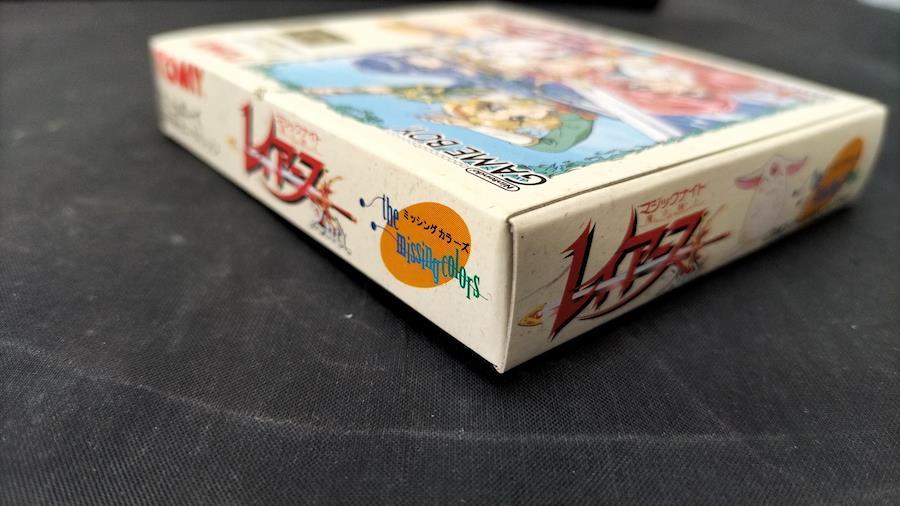 TOMY
マジックナイト
レイアース
the
ミッシングカラーズ
missing colors
Nintendo
GAME BOY
マジックナイト
レイアース